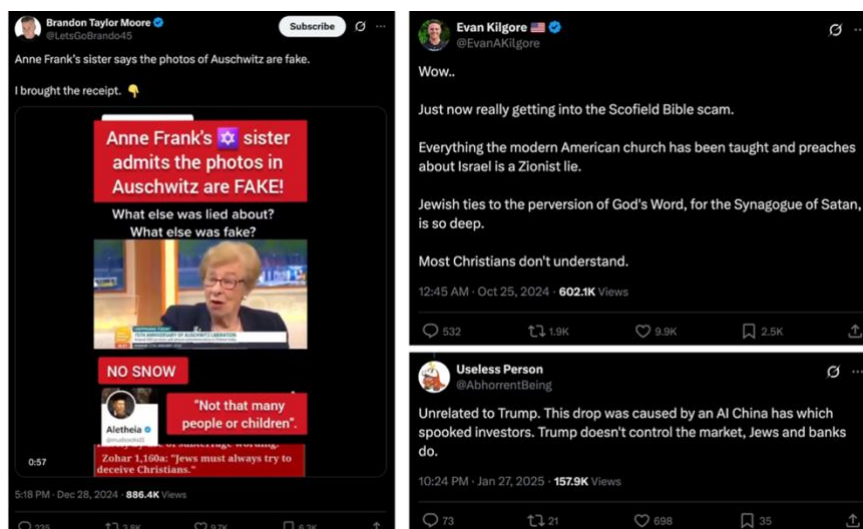 Brandon Taylor Moore
@LetsGoBrando45
Subscribe
Anne Frank's sister says the photos of Auschwitz are fake.
I brought the receipt. 👇
Anne Frank's ✡ sister
admits the photos in
Auschwitz are FAKE!
What else was lied about?
What else was fake?
75TH ANNIVERSARY OF AUSCHWITZ LIBERATION
NO SNOW
Aletheia
"Not that many
people or children".
Zohar 1,160a: "Jews must always try to
deceive Christians."
0:57
5:18 PM · Dec 28, 2024 · 886.4K Views
Evan Kilgore 🇺🇸
@EvanAKilgore
Wow..
Just now really getting into the Scofield Bible scam.
Everything the modern American church has been taught and preaches
about Israel is a Zionist lie.
Jewish ties to the perversion of God's Word, for the Synagogue of Satan,
is so deep.
Most Christians don't understand.
12:45 AM · Oct 25, 2024 · 602.1K Views
532 1.9K 9.9K 2.5K
Useless Person
@AbhorrentBeing
Unrelated to Trump. This drop was caused by an AI China has which
spooked investors. Trump doesn't control the market, Jews and banks
do.
10:24 PM · Jan 27, 2025 · 157.9K Views
73 21 698 35